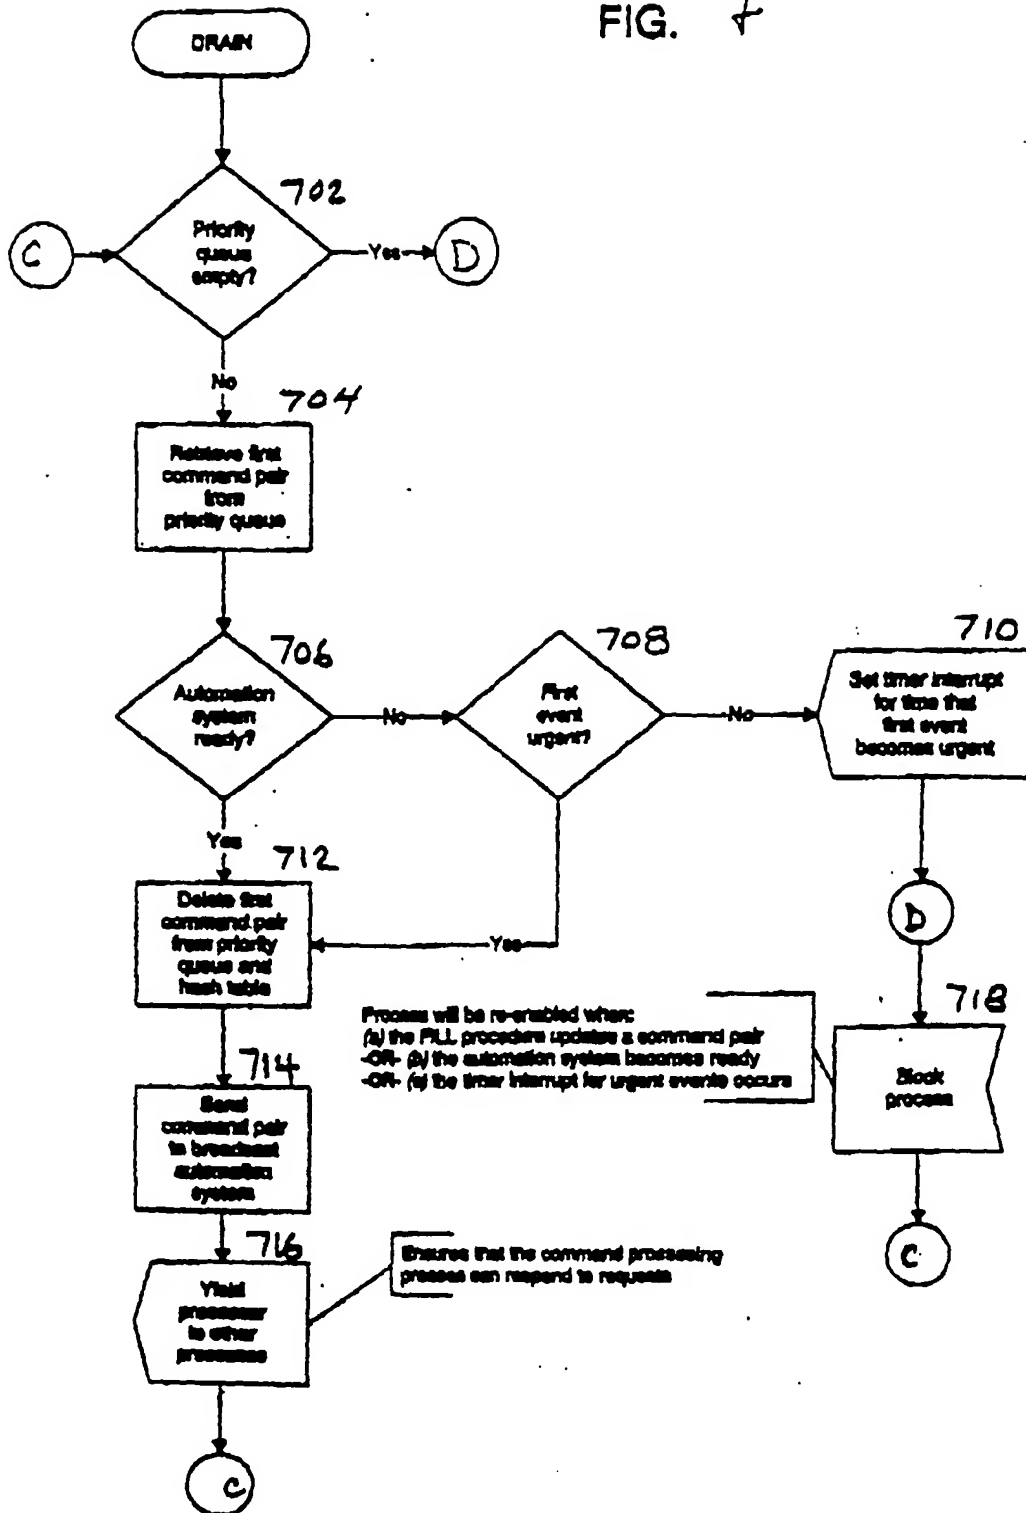 FIG.
DRAIN
702
Priority
queue
empty?
C
Yes
D
No
704
Retrieve first
command pair
from
priority queue
706
Automation
system
ready?
No
708
First
event
urgent?
No
710
Set timer interrupt
for time that
first event
becomes urgent
Yes
712
Delete first
command pair
from priority
queue and
hash table
Yes
D
718
Process will be re-enabled when:
(a) the FILL procedure updates a command pair
-OR- (b) the automation system becomes ready
-OR- (c) the timer interrupt for urgent events occurs
Block
process
714
Send
command pair
to broadcast
automation
system
716
Ensures that the command processing
process can respond to requests
C
Yield
processor
to other
processes
C